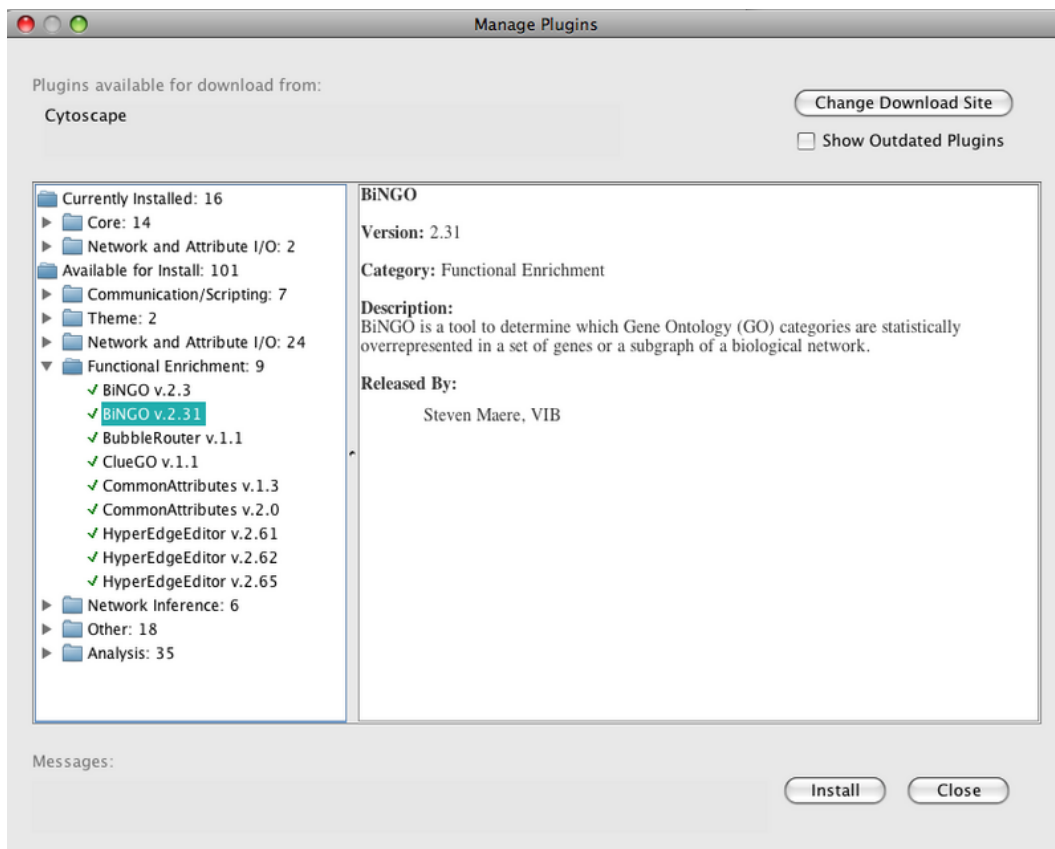 Manage Plugins
Plugins available for download from:
Cytoscape
Change Download Site
Show Outdated Plugins
Currently Installed: 16
Core: 14
Network and Attribute I/O: 2
Available for Install: 101
Communication/Scripting: 7
Theme: 2
Network and Attribute I/O: 24
Functional Enrichment: 9
BiNGO v.2.3
BiNGO v.2.31
BubbleRouter v.1.1
ClueGO v.1.1
CommonAttributes v.1.3
CommonAttributes v.2.0
HyperEdgeEditor v.2.61
HyperEdgeEditor v.2.62
HyperEdgeEditor v.2.65
Network Inference: 6
Other: 18
Analysis: 35
BiNGO
Version: 2.31
Category: Functional Enrichment
Description:
BiNGO is a tool to determine which Gene Ontology (GO) categories are statistically
overrepresented in a set of genes or a subgraph of a biological network.
Released By:
Steven Maere, VIB
Messages:
Install
Close